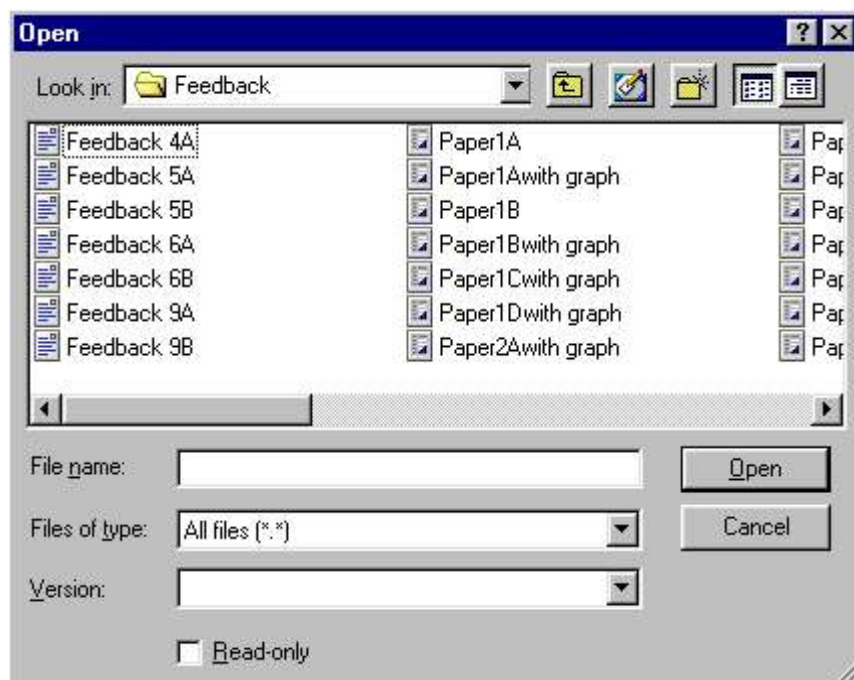 Open
Look in: Feedback
Feedback 4A
Feedback 5A
Feedback 5B
Feedback 6A
Feedback 6B
Feedback 9A
Feedback 9B
Paper1A
Paper1Awith graph
Paper1B
Paper1Bwith graph
Paper1Cwith graph
Paper1Dwith graph
Paper2Awith graph
File name:
Open
Files of type: All files (*.*)
Cancel
Version:
Read-only